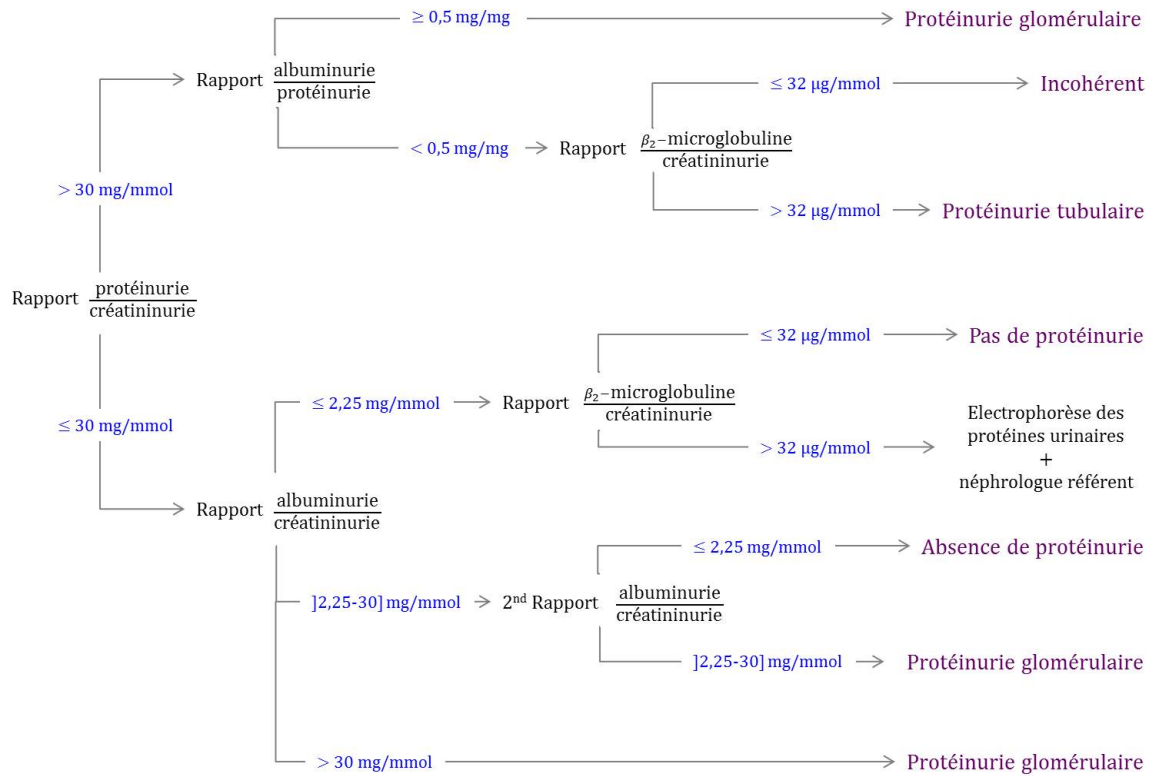 ≥ 0,5 mg/mg
Protéinurie glomérulaire
Rapport albuminurie
protéinurie
≤ 32 µg/mmol
Incohérent
< 0,5 mg/mg
Rapport β₂−microglobuline
créatininurie
> 30 mg/mmol
> 32 µg/mmol
Protéinurie tubulaire
Rapport protéinurie
créatininurie
≤ 32 µg/mmol
Pas de protéinurie
≤ 2,25 mg/mmol
Rapport β₂−microglobuline
créatininurie
≤ 30 mg/mmol
> 32 µg/mmol
Electrophorèse des
protéines urinaires
+
néphrologue référent
Rapport albuminurie
créatininurie
≤ 2,25 mg/mmol
Absence de protéinurie
]2,25-30] mg/mmol
2nd Rapport albuminurie
créatininurie
]2,25-30] mg/mmol
Protéinurie glomérulaire
> 30 mg/mmol
Protéinurie glomérulaire